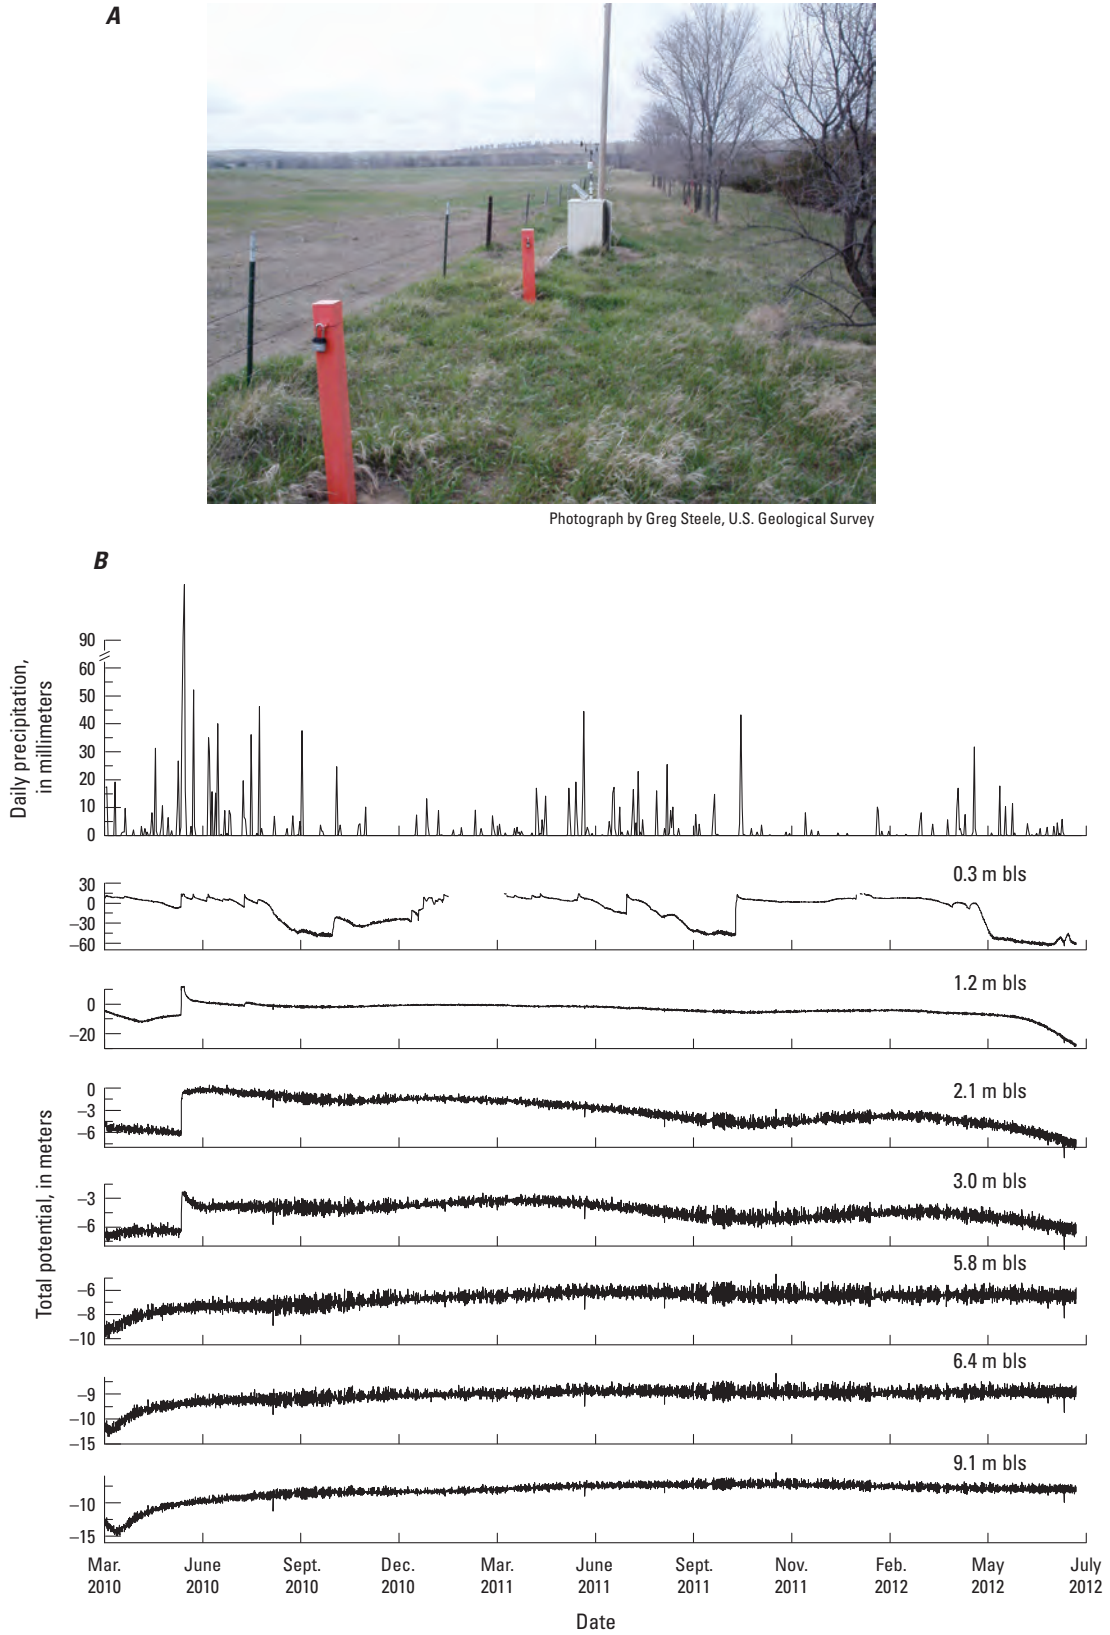 A
Photograph by Greg Steele, U.S. Geological Survey
B
Daily precipitation,
in millimeters
90
60
50
40
30
20
10
0
0.3 m bls
30
0
–30
–60
1.2 m bls
0
–20
2.1 m bls
0
–3
–6
3.0 m bls
–3
–6
5.8 m bls
–6
–8
–10
6.4 m bls
–9
–10
–15
9.1 m bls
–10
–15
Total potential, in meters
Mar. June Sept. Dec. Mar. June Sept. Nov. Feb. May July
2010 2010 2010 2010 2011 2011 2011 2011 2012 2012 2012
Date